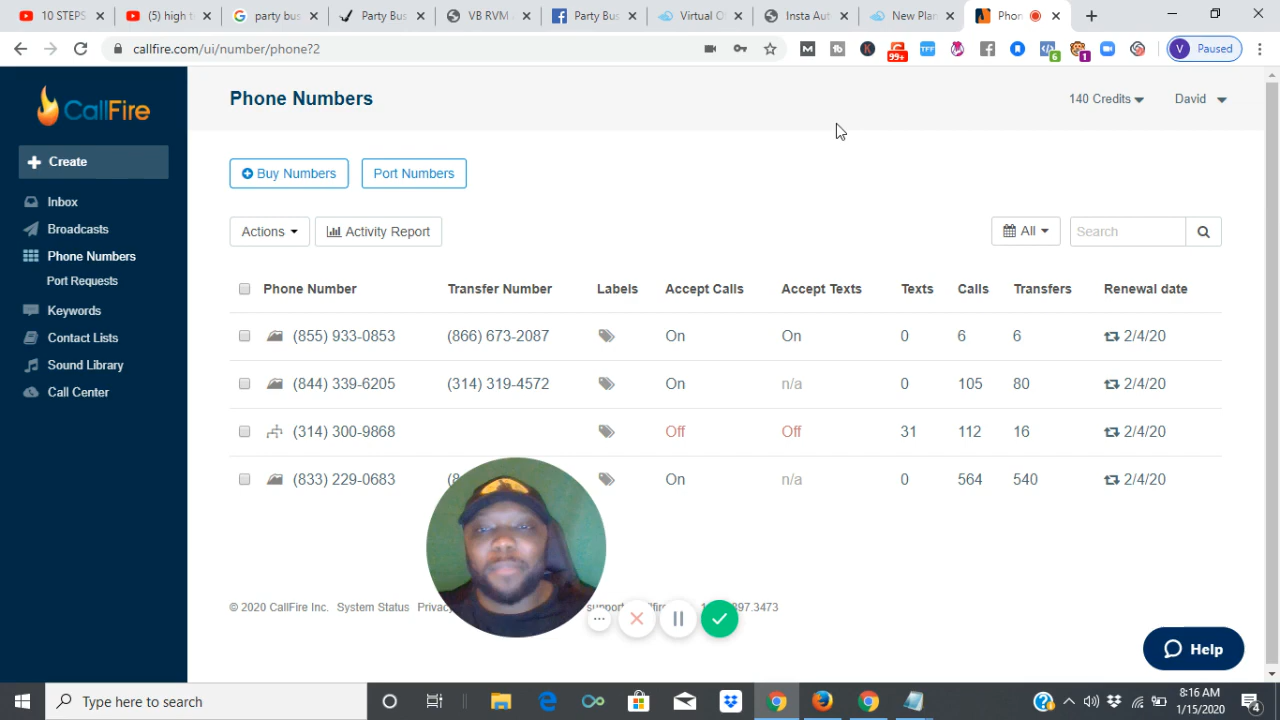 10 STEPS
(5) high t
party bus
Party Bus
VB RVM
Party Bus
Virtual O
Insta Au
New Plan
Phon
callfire.com/ui/number/phone?2
99+
TFF
6
1
V Paused
CallFire
Phone Numbers
140 Credits
David
Create
Buy Numbers
Port Numbers
Inbox
Broadcasts
Phone Numbers
Port Requests
Keywords
Contact Lists
Sound Library
Call Center
Actions
Activity Report
All
Search
Phone Number Transfer Number Labels Accept Calls Accept Texts Texts Calls Transfers Renewal date
(855) 933-0853 (866) 673-2087 On On 0 6 6 2/4/20
(844) 339-6205 (314) 319-4572 On n/a 0 105 80 2/4/20
(314) 300-9868 Off Off 31 112 16 2/4/20
(833) 229-0683 On n/a 0 564 540 2/4/20
© 2020 CallFire Inc. System Status
Help
Type here to search
8:16 AM
1/15/2020
4